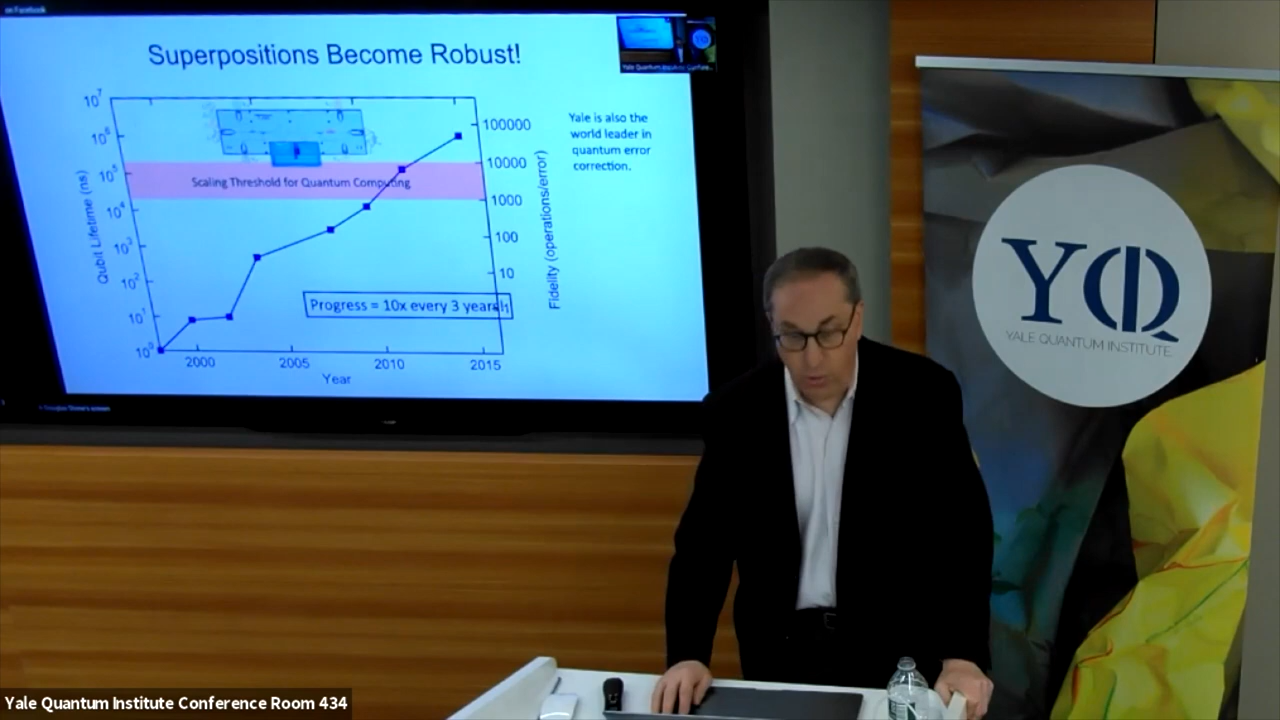 on Facebook
Superpositions Become Robust!
10⁷
10⁶
10⁵
10⁴
10³
10²
10¹
10⁰
Qubit Lifetime (ns)
Scaling Threshold for Quantum Computing
100000
10000
1000
100
10
Fidelity (operations/error)
Progress = 10x every 3 years!
2000
2005
2010
2015
Year
Yale is also the
world leader in
quantum error
correction.
YQ
YALE QUANTUM INSTITUTE
Yale Quantum Institute Conference Room 434